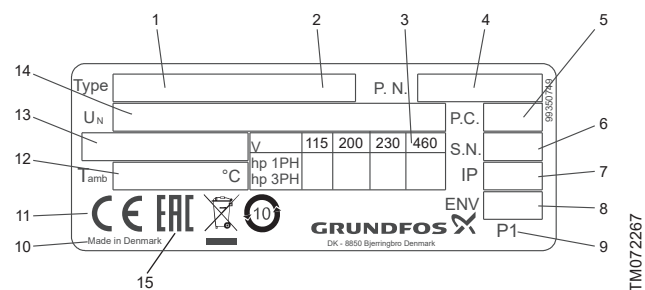 1 2 3 4 5
14 Type P. N. 99350749
U N P.C.
13 V 115 200 230 460 S.N. 6
12 Tamb °C hp 1PH IP 7
hp 3PH
ENV 8
11 CE EAC 10 GRUNDFOS P1 9
10 Made in Denmark DK - 8850 Bjerringbro Denmark
15
TM072267